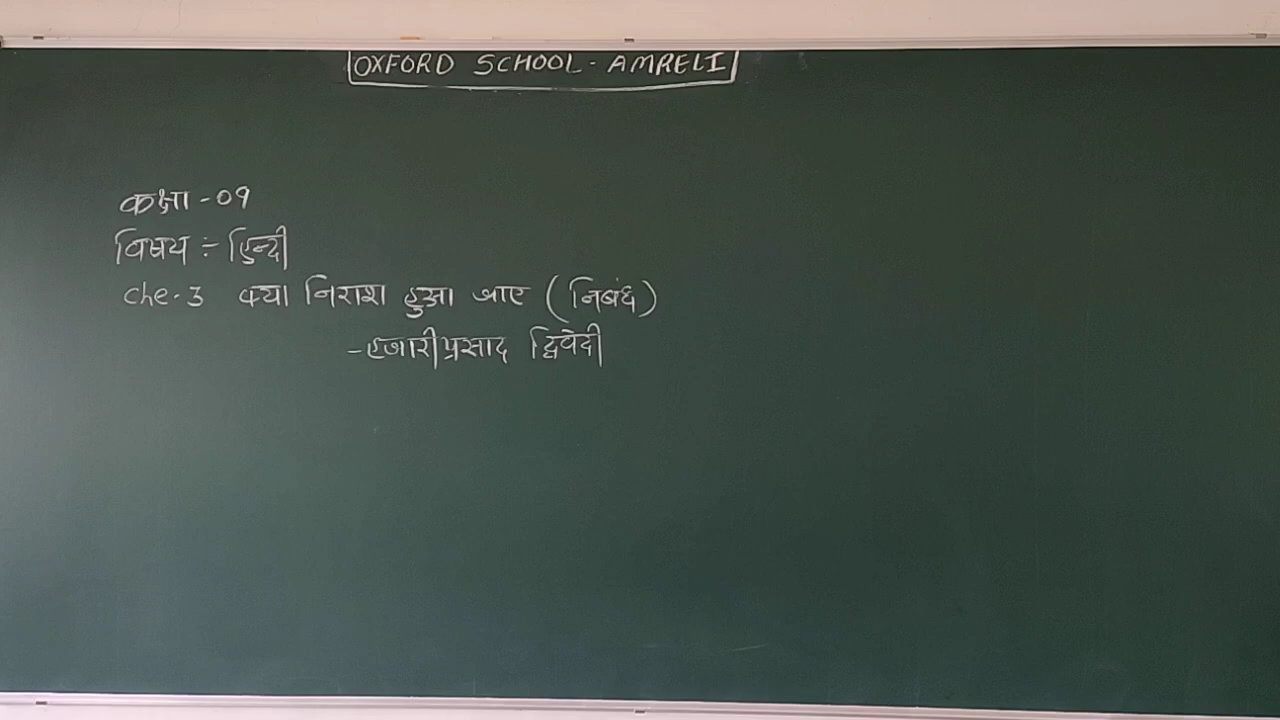 OXFORD SCHOOL - AMRELI
कक्षा - 09
विषय :- हिन्दी
che. 3 क्या निराश हुआ जाए (निबंध)
- हजारीप्रसाद द्विवेदी